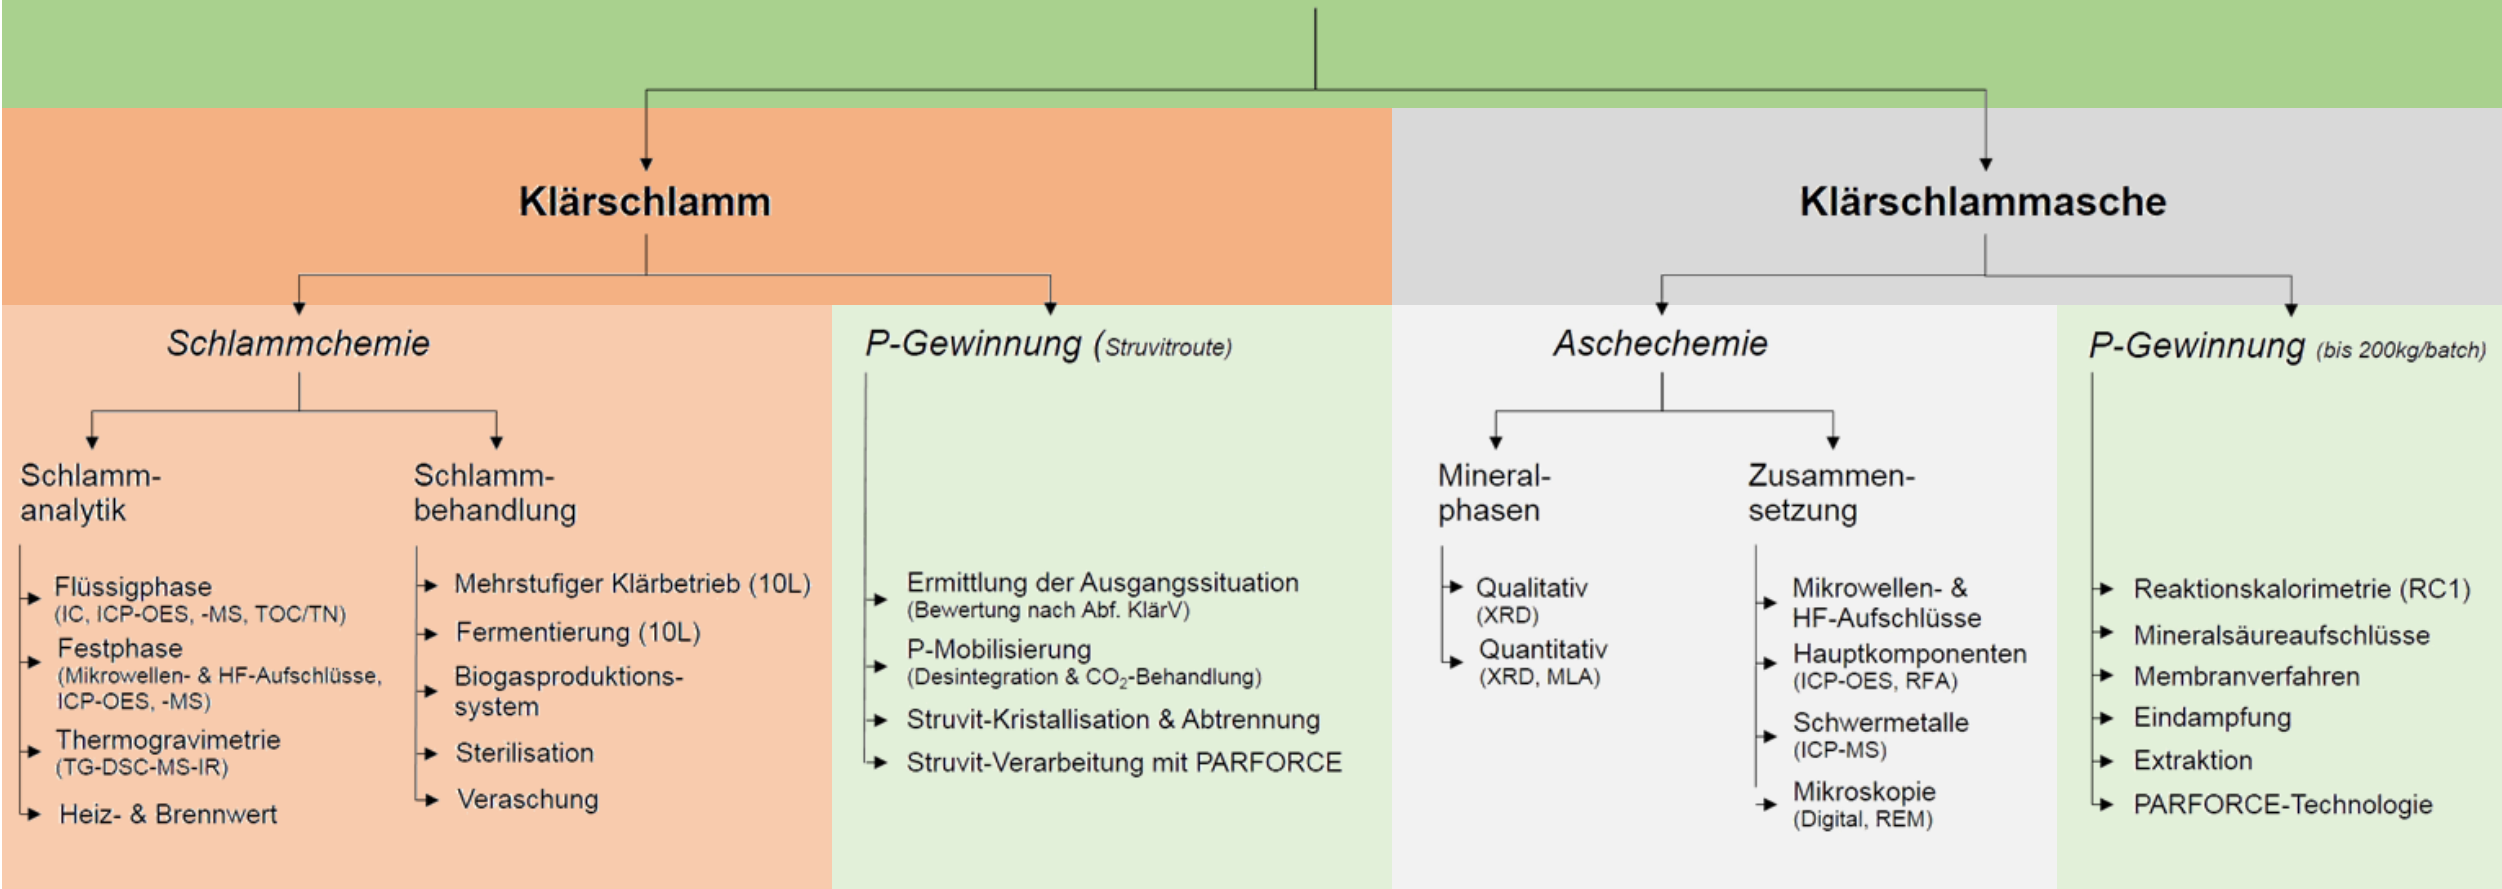 Klärschlamm
Klärschlammasche
Schlammchemie
P-Gewinnung (Struvitroute)
Aschechemie
P-Gewinnung (bis 200kg/batch)
Schlamm-
analytik
Flüssigphase
(IC, ICP-OES, -MS, TOC/TN)
Festphase
(Mikrowellen- & HF-Aufschlüsse,
ICP-OES, -MS)
Thermogravimetrie
(TG-DSC-MS-IR)
Heiz- & Brennwert
Schlamm-
behandlung
Mehrstufiger Klärbetrieb (10L)
Fermentierung (10L)
Biogasproduktions-
system
Sterilisation
Veraschung
Ermittlung der Ausgangssituation
(Bewertung nach Abf. KlärV)
P-Mobilisierung
(Desintegration & CO₂-Behandlung)
Struvit-Kristallisation & Abtrennung
Struvit-Verarbeitung mit PARFORCE
Mineral-
phasen
Qualitativ
(XRD)
Quantitativ
(XRD, MLA)
Zusammen-
setzung
Mikrowellen- &
HF-Aufschlüsse
Hauptkomponenten
(ICP-OES, RFA)
Schwermetalle
(ICP-MS)
Mikroskopie
(Digital, REM)
Reaktionskalorimetrie (RC1)
Mineralsäureaufschlüsse
Membranverfahren
Eindampfung
Extraktion
PARFORCE-Technologie